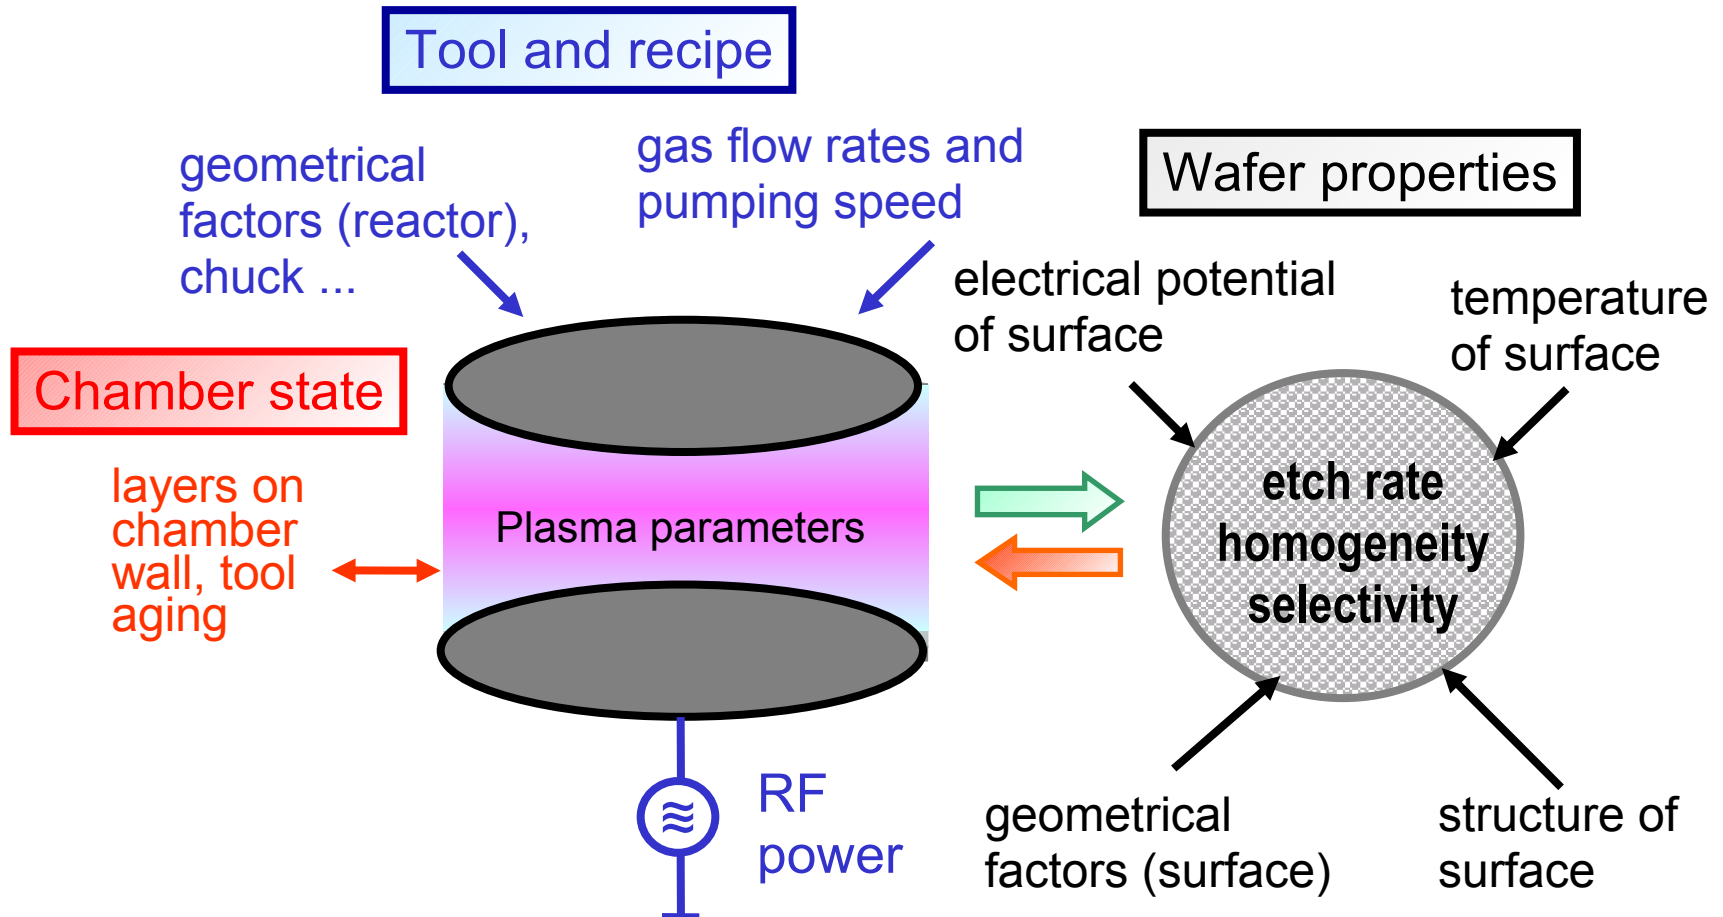 Tool and recipe
geometrical
factors (reactor),
chuck ...
gas flow rates and
pumping speed
Wafer properties
electrical potential
of surface
temperature
of surface
Chamber state
layers on
chamber
wall, tool
aging
Plasma parameters
etch rate
homogeneity
selectivity
RF
power
geometrical
factors (surface)
structure of
surface